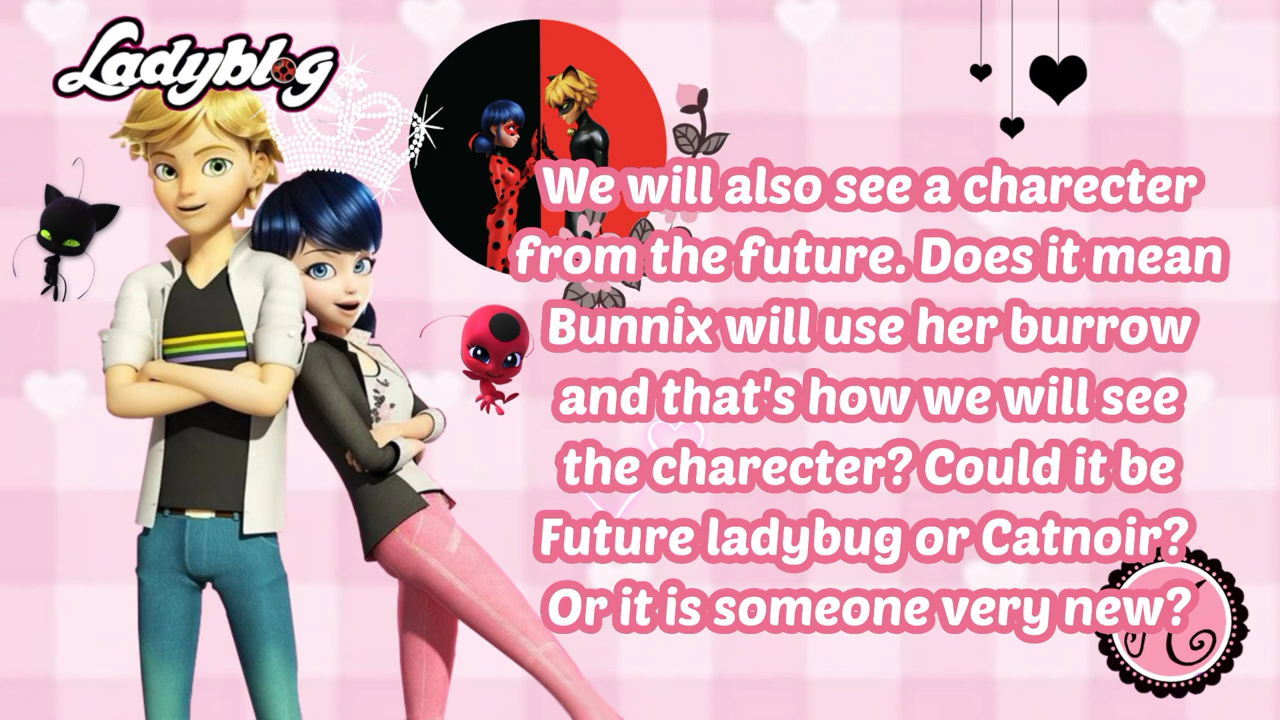 Ladyblog
We will also see a charecter
from the future. Does it mean
Bunnix will use her burrow
and that's how we will see
the charecter? Could it be
Future ladybug or Catnoir?
Or it is someone very new?